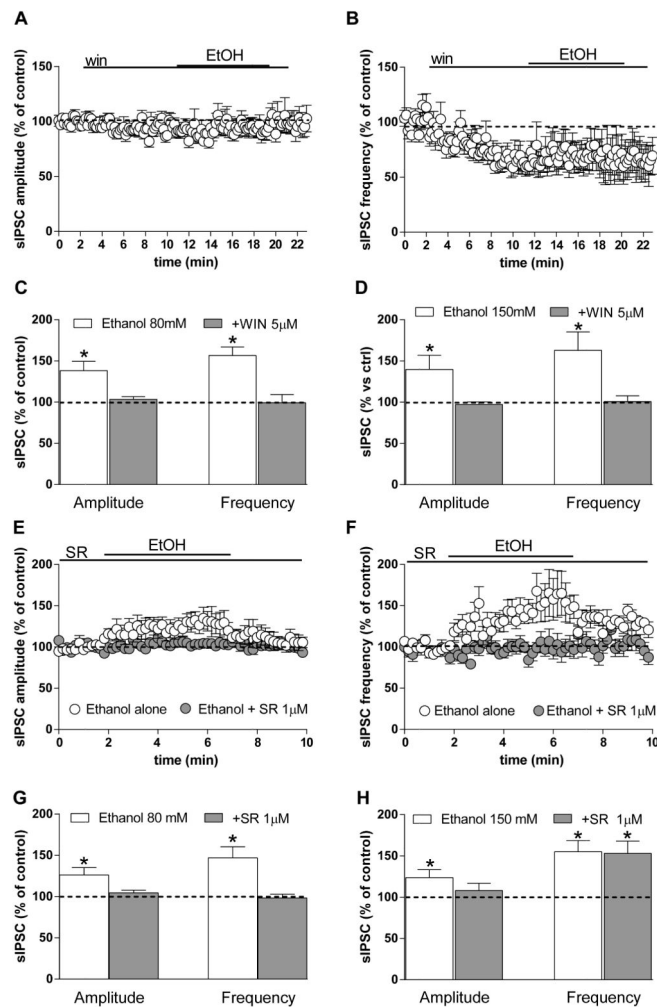 A
win
EtOH
sIPSC amplitude (% of control)
150
100
50
0
0 2 4 6 8 10 12 14 16 18 20 22
time (min)
B
win
EtOH
sIPSC frequency (% of control)
150
100
50
0
0 2 4 6 8 10 12 14 16 18 20 22
time (min)
C
Ethanol 80mM
+WIN 5μM
sIPSC (% of control)
200
150
100
50
0
*
*
Amplitude
Frequency
D
Ethanol 150mM
+WIN 5μM
sIPSC (% vs ctrl)
200
150
100
50
0
*
*
Amplitude
Frequency
E
SR
EtOH
sIPSC amplitude (% of control)
200
150
100
50
0
Ethanol alone
Ethanol + SR 1μM
0 2 4 6 8 10
time (min)
F
SR
EtOH
sIPSC frequency (% of control)
200
150
100
50
0
Ethanol alone
Ethanol + SR 1μM
0 2 4 6 8 10
time (min)
G
Ethanol 80 mM
+SR 1μM
sIPSC (% of control)
200
150
100
50
0
*
*
Amplitude
Frequency
H
Ethanol 150 mM
+SR 1μM
sIPSC (% of control)
200
150
100
50
0
*
*
*
Amplitude
Frequency